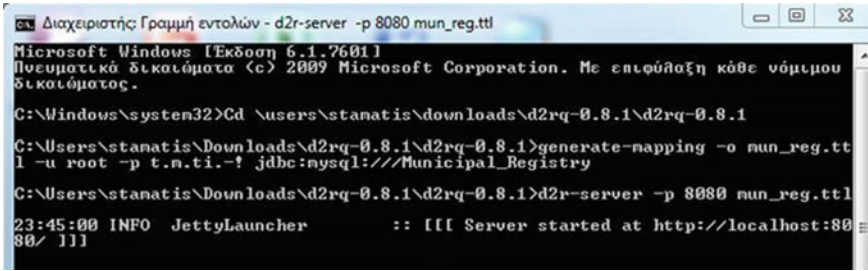 Διαχειριστής: Γραμμή εντολών - d2r-server -p 8080 mun_reg.ttl
Microsoft Windows [Έκδοση 6.1.7601]
Πνευματικά δικαιώματα <c> 2009 Microsoft Corporation. Με επιφύλαξη κάθε νόμιμου
δικαιώματος.
C:\Windows\system32>Cd \users\stamatis\downloads\d2rq-0.8.1\d2rq-0.8.1
C:\Users\stamatis\Downloads\d2rq-0.8.1\d2rq-0.8.1>generate-mapping -o mun_reg.tt
l -u root -p t.m.ti.-! jdbc:mysql:///Municipal_Registry
C:\Users\stamatis\Downloads\d2rq-0.8.1\d2rq-0.8.1>d2r-server -p 8080 mun_reg.ttl
23:45:00 INFO JettyLauncher :: [[[ Server started at http://localhost:80
80/ ]]]